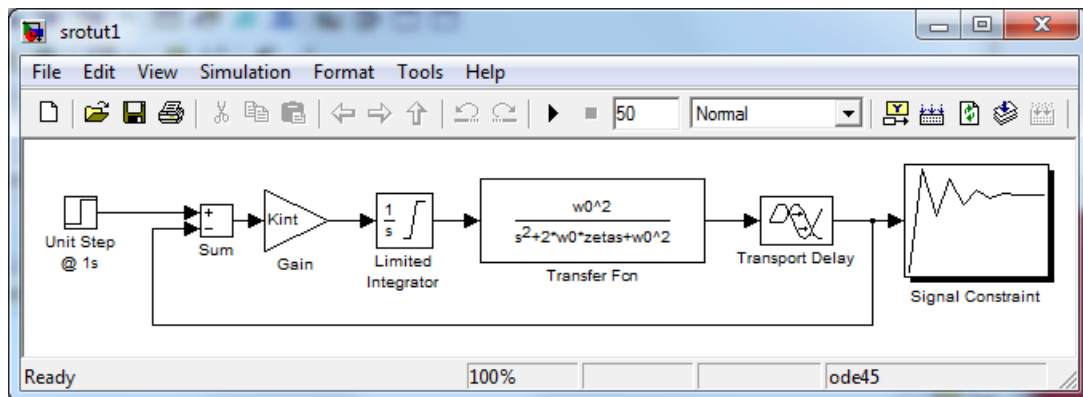 srotut1
File Edit View Simulation Format Tools Help
50 Normal
Unit Step
@ 1s
+
−
Sum
Kint
Gain
1
s
Limited
Integrator
w0^2
s^2+2*w0*zetas+w0^2
Transfer Fcn
Transport Delay
Signal Constraint
Ready 100% ode45